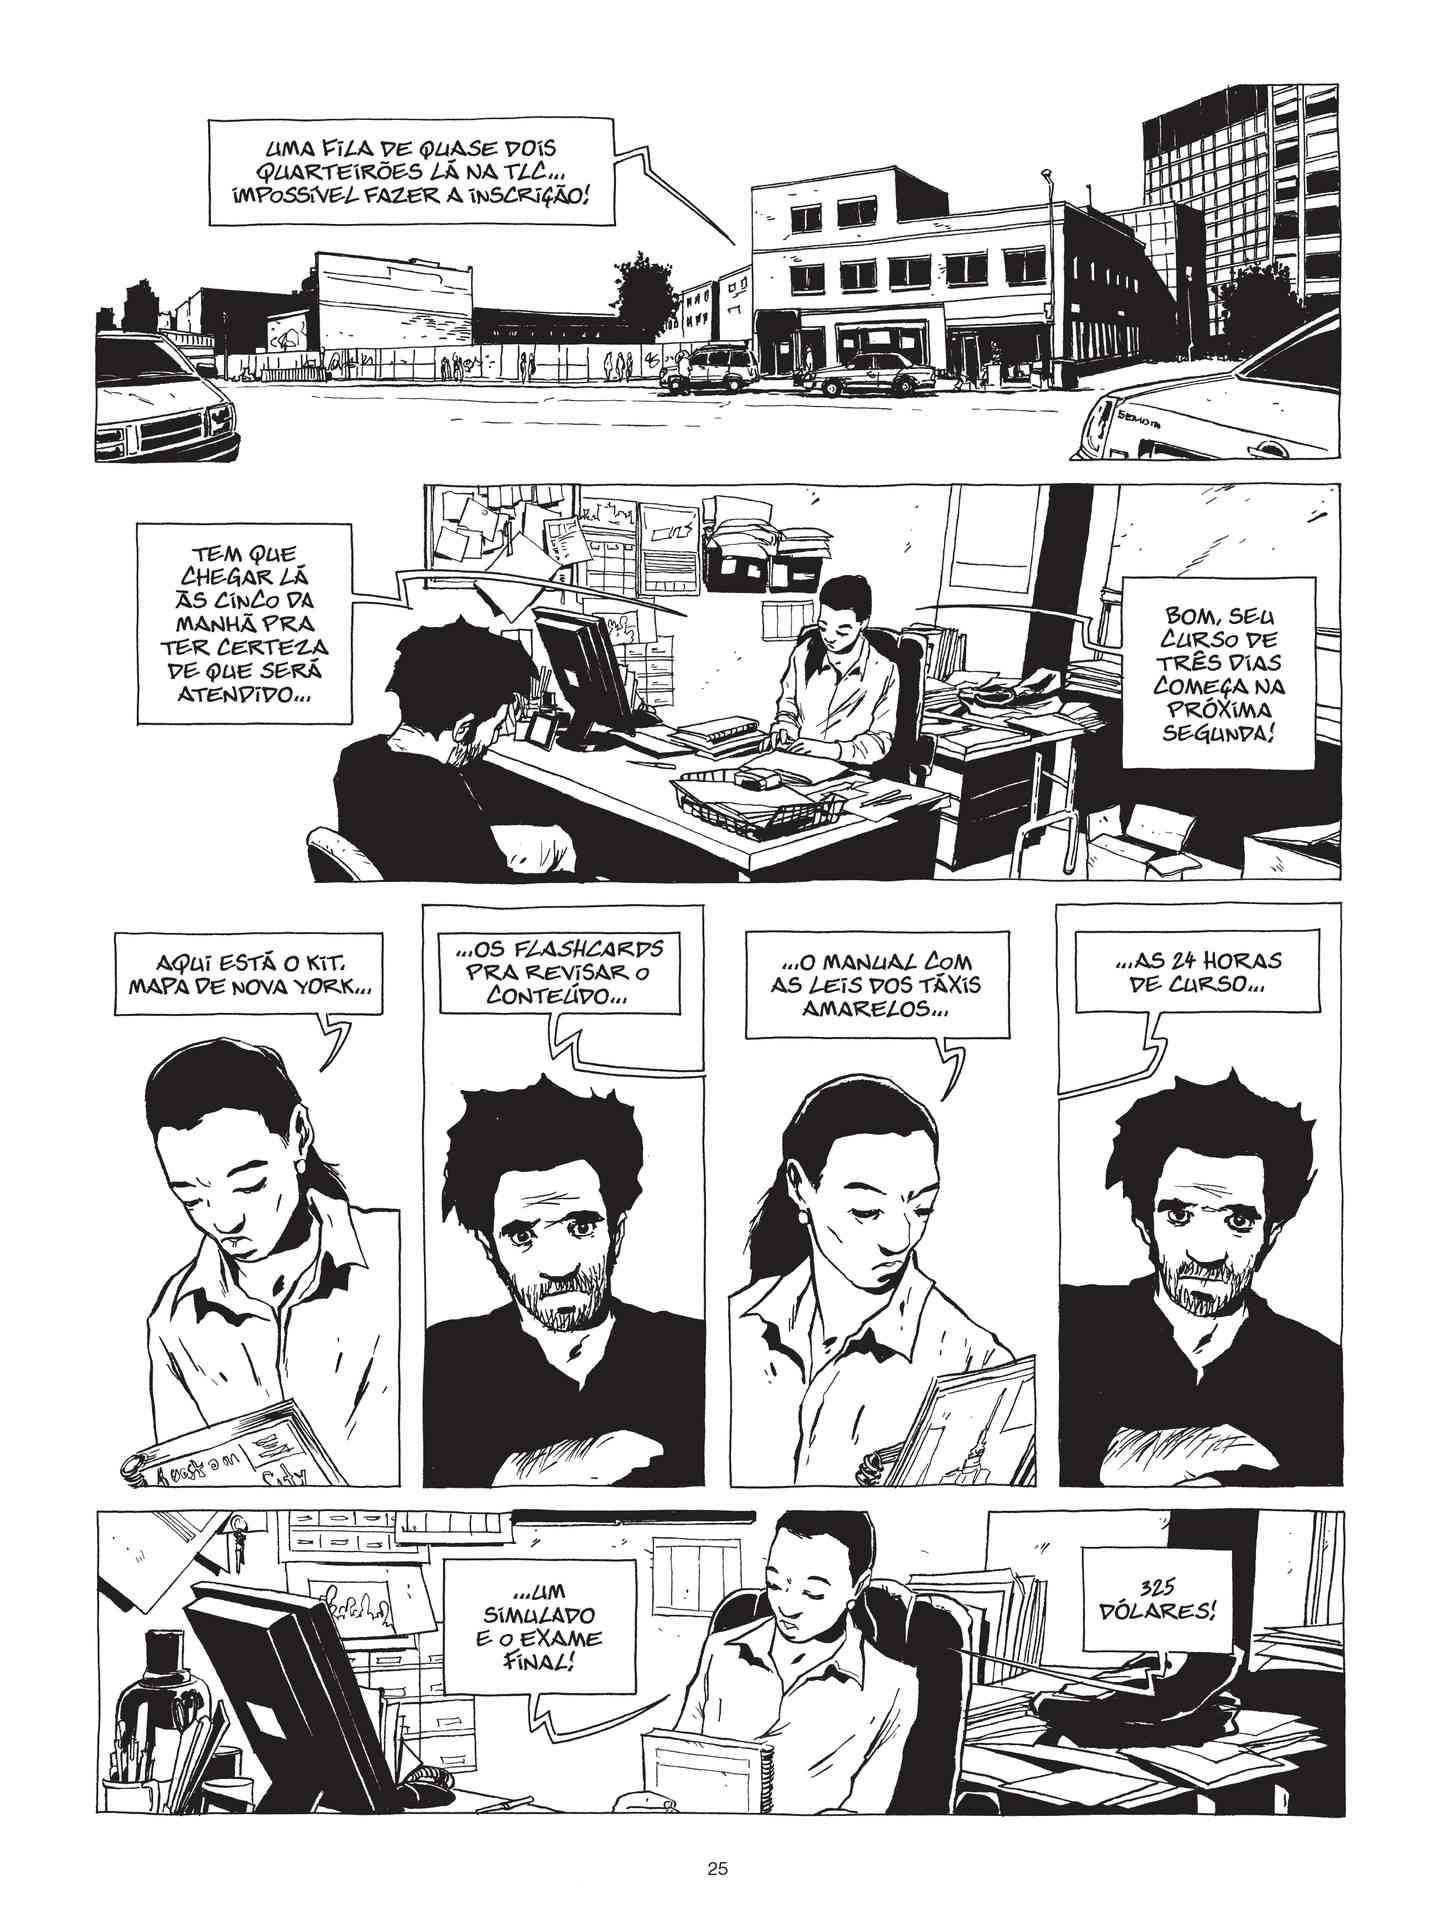 UMA FILA DE QUASE DOIS
QUARTEIRÕES LÁ NA TLC...
IMPOSSÍVEL FAZER A INSCRIÇÃO!
TEM QUE
CHEGAR LÁ
ÀS CINCO DA
MANHÃ PRA
TER CERTEZA
DE QUE SERÁ
ATENDIDO...
BOM, SEU
CURSO DE
TRÊS DIAS
COMEÇA NA
PRÓXIMA
SEGUNDA!
AQUI ESTÁ O KIT.
MAPA DE NOVA YORK...
...OS FLASHCARDS
PRA REVISAR O
CONTEÚDO...
...O MANUAL COM
AS LEIS DOS TÁXIS
AMARELOS...
...AS 24 HORAS
DE CURSO...
City
...UM
SIMULADO
E O EXAME
FINAL!
325
DÓLARES!
25